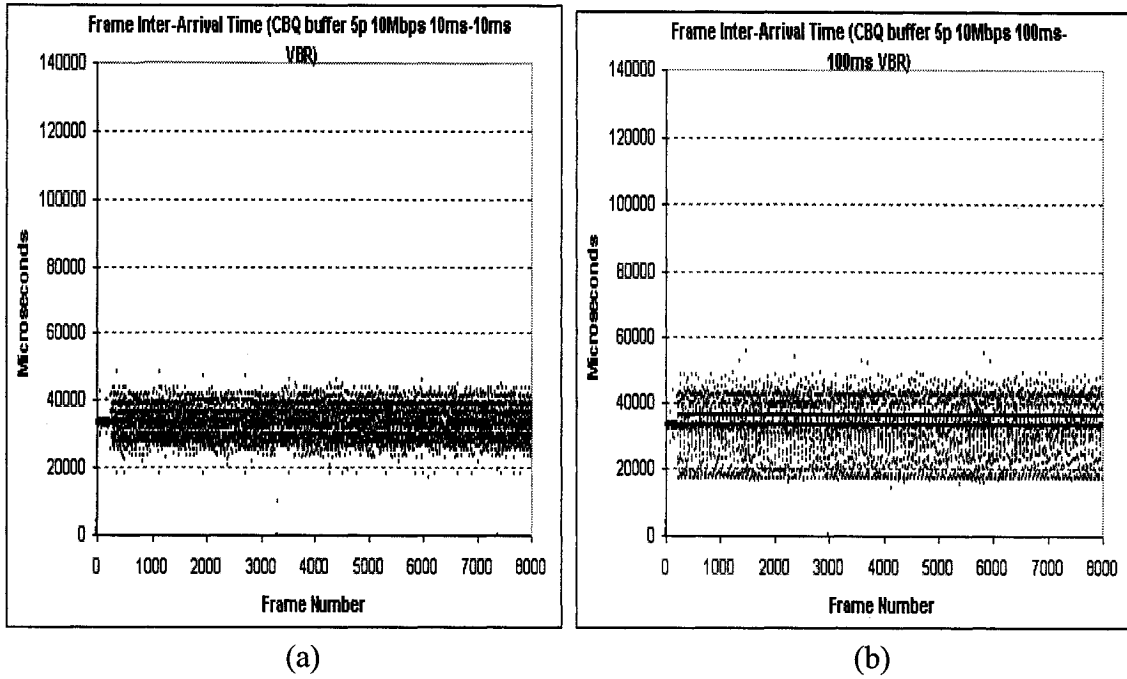 Frame Inter-Arrival Time (CBQ buffer 5p 10Mbps 10ms-10ms
VBR)
140000
120000
100000
80000
60000
40000
20000
0
Microseconds
0 1000 2000 3000 4000 5000 6000 7000 8000
Frame Number
(a)
Frame Inter-Arrival Time (CBQ buffer 5p 10Mbps 100ms-
100ms VBR)
140000
120000
100000
80000
60000
40000
20000
0
Microseconds
0 1000 2000 3000 4000 5000 6000 7000 8000
Frame Number
(b)